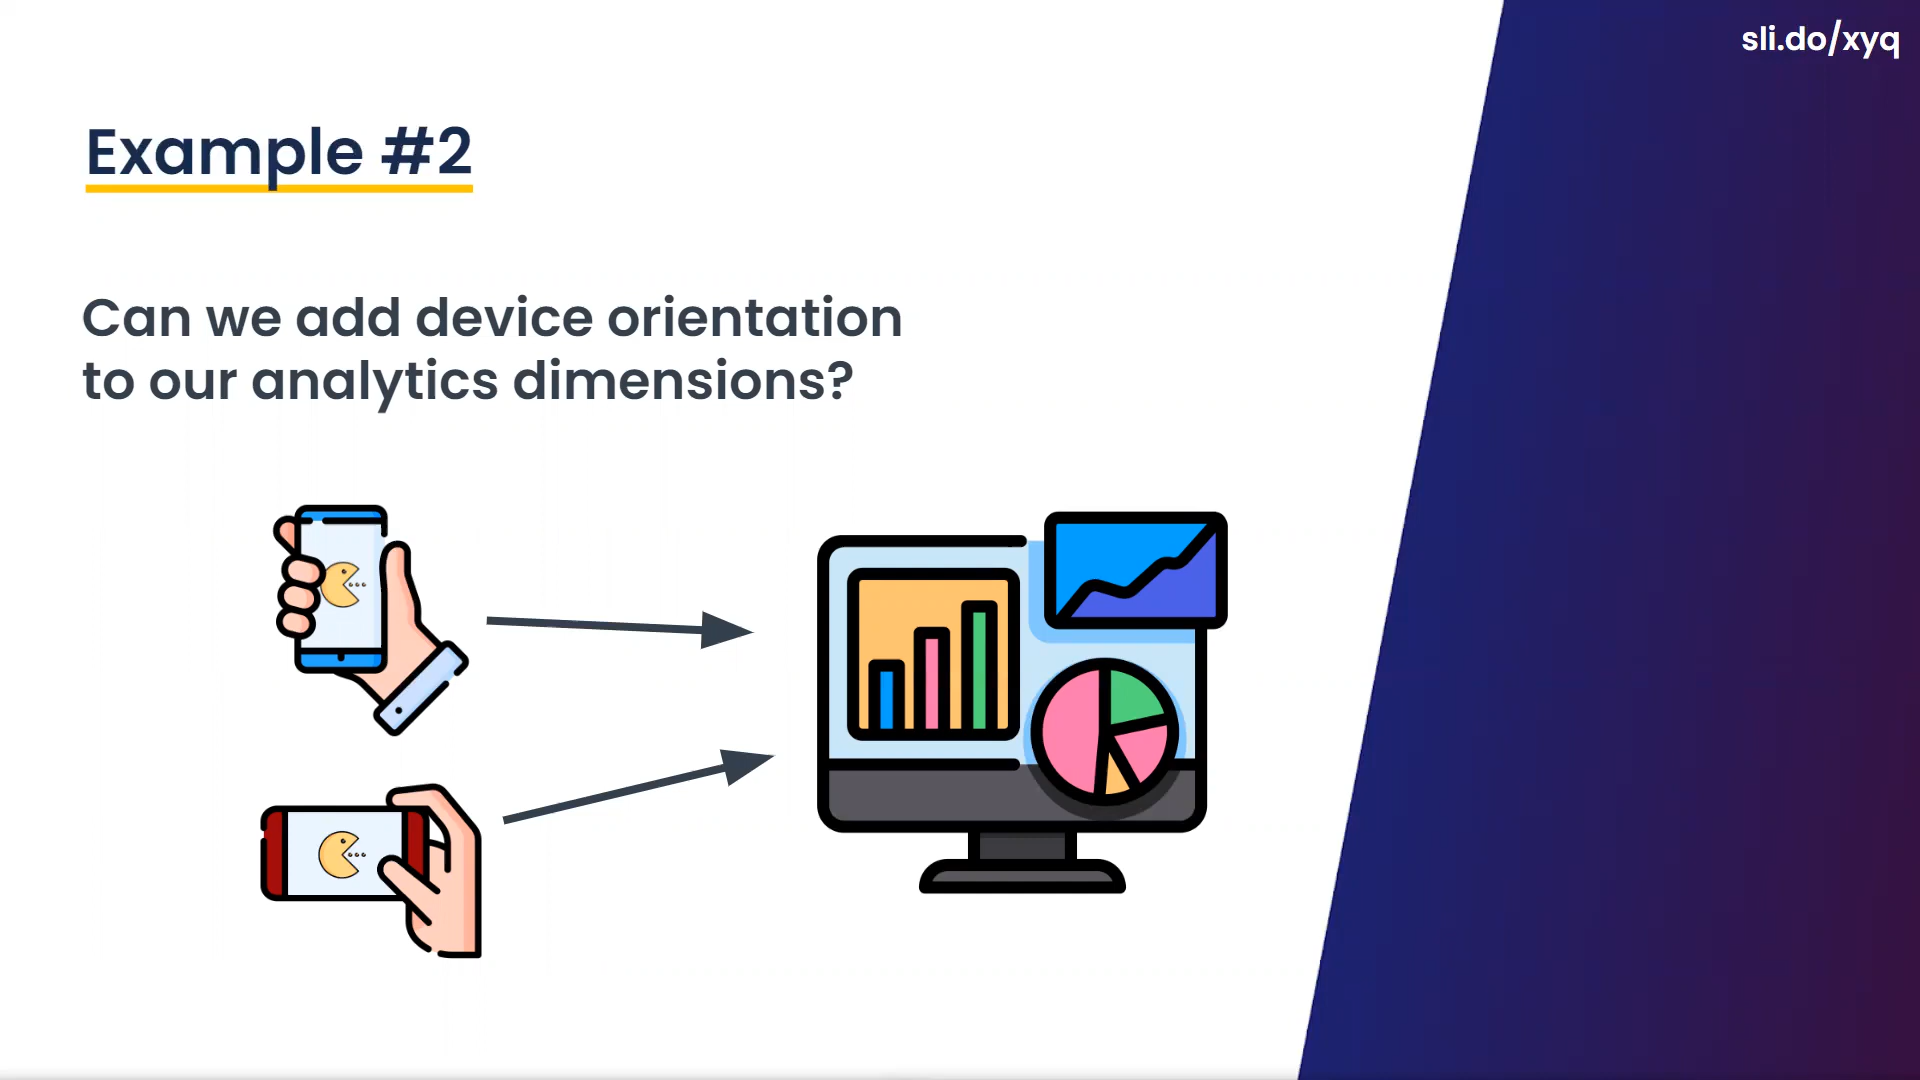 sli.do/xyq
Example #2
Can we add device orientation
to our analytics dimensions?